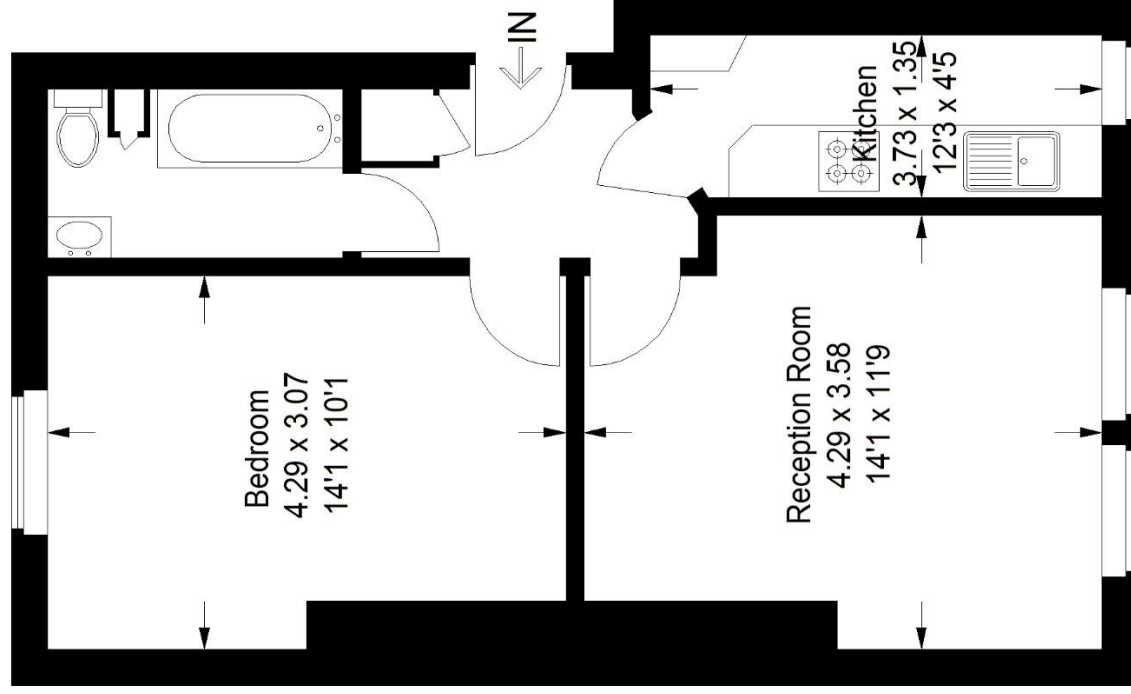 IN
Kitchen
3.73 x 1.35
12'3 x 4'5
Bedroom
4.29 x 3.07
14'1 x 10'1
Reception Room
4.29 x 3.58
14'1 x 11'9